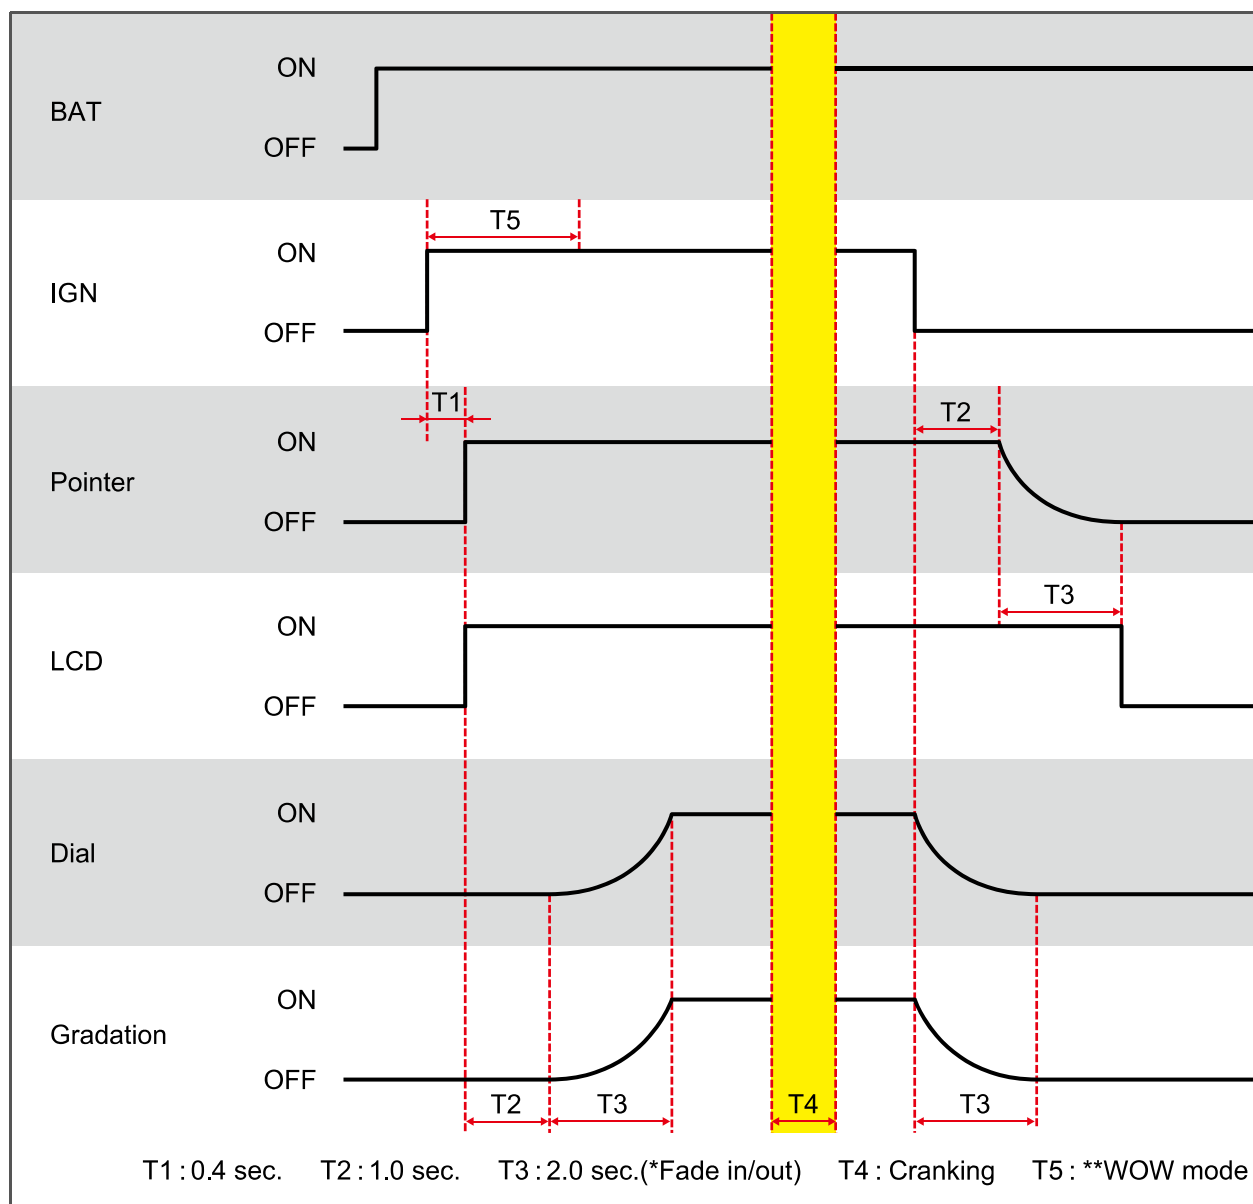 ON
BAT
OFF
T5
ON
IGN
OFF
T1
T2
ON
Pointer
OFF
T3
ON
LCD
OFF
ON
Dial
OFF
ON
Gradation
OFF
T2 T3 T4 T3
T1 : 0.4 sec. T2 : 1.0 sec. T3 : 2.0 sec.(*Fade in/out) T4 : Cranking T5 : **WOW mode